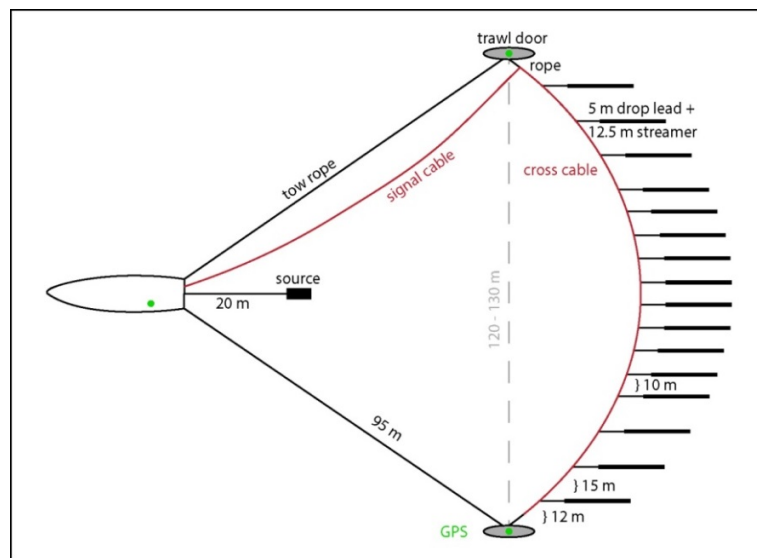 trawl door
rope
5 m drop lead +
12.5 m streamer
cross cable
tow rope
signal cable
source
20 m
120 - 130 m
95 m
} 10 m
} 15 m
} 12 m
GPS